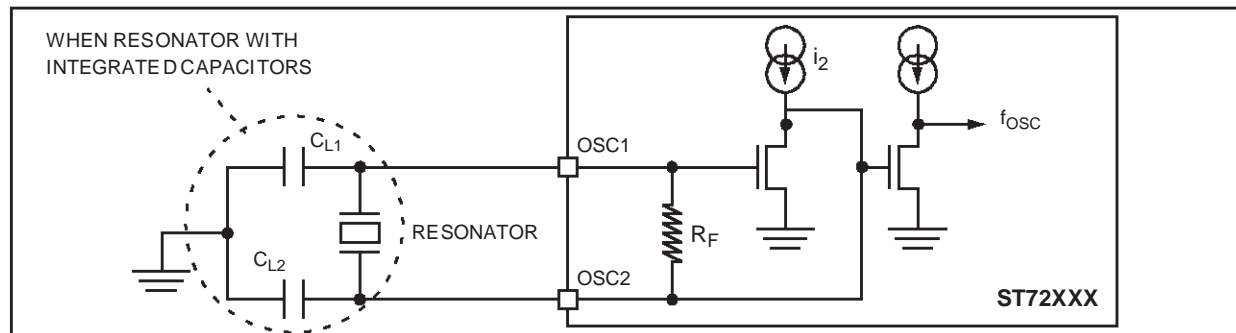 WHEN RESONATOR WITH
INTEGRATED CAPACITORS
i2
fOSC
CL1
OSC1
RESONATOR
RF
CL2
OSC2
ST72XXX